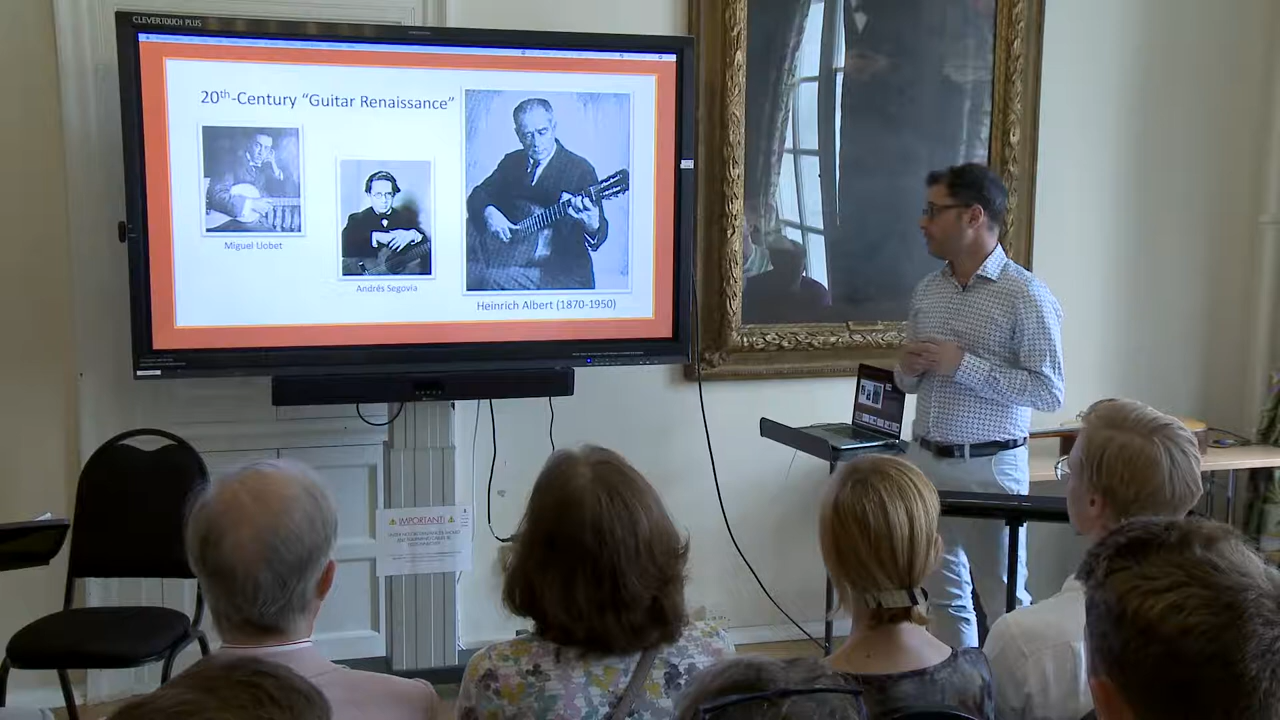 CLEVERTOUCH PLUS
20th-Century “Guitar Renaissance”
Miguel Llobet
Andrés Segovia
Heinrich Albert (1870-1950)
IMPORTANT!